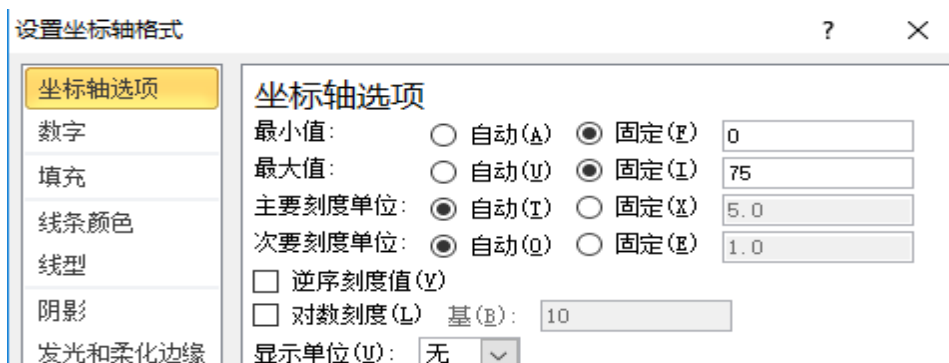 设置坐标轴格式 ? ×
坐标轴选项
数字
填充
线条颜色
线型
阴影
发光和柔化边缘
坐标轴选项
最小值: 自动(A) 固定(F) 0
最大值: 自动(U) 固定(I) 75
主要刻度单位: 自动(T) 固定(X) 5.0
次要刻度单位: 自动(O) 固定(E) 1.0
逆序刻度值(V)
对数刻度(L) 基(B): 10
显示单位(U): 无